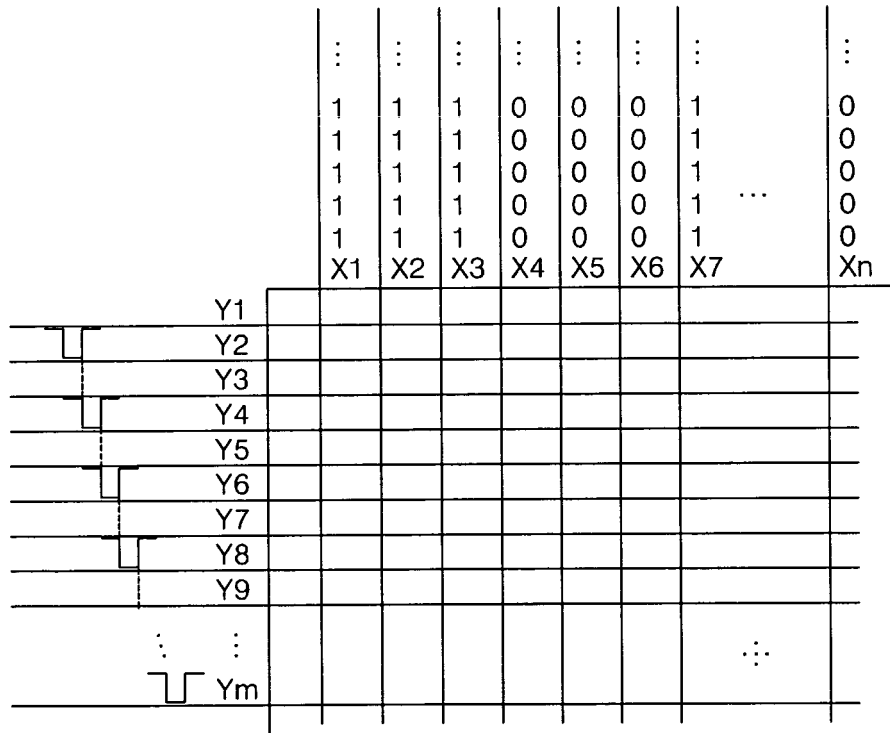 ⋮ ⋮ ⋮ ⋮ ⋮ ⋮ ⋮ ⋮
1 1 1 0 0 0 1 0
1 1 1 0 0 0 1 0
1 1 1 0 0 0 1 0
1 1 1 0 0 0 1 ... 0
1 1 1 0 0 0 1 0
X1 X2 X3 X4 X5 X6 X7 Xn
Y1
Y2
Y3
Y4
Y5
Y6
Y7
Y8
Y9
⋮
Ym